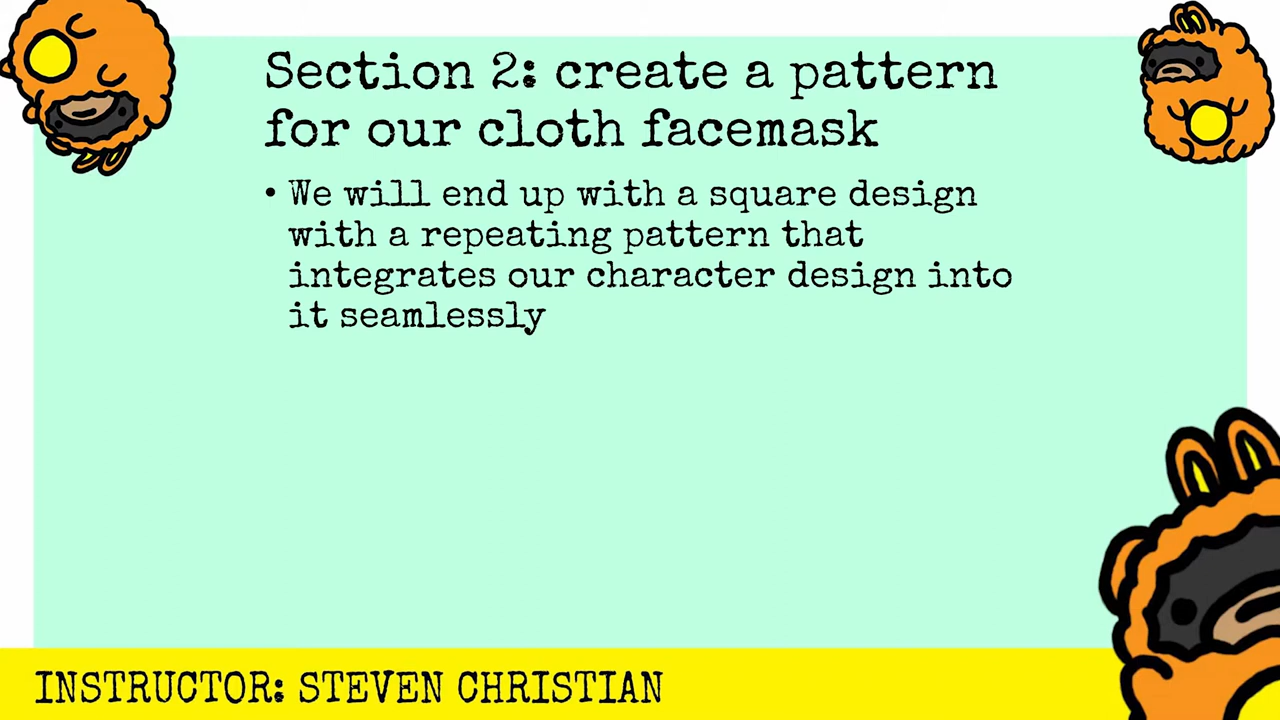 Section 2: create a pattern
for our cloth facemask
• We will end up with a square design
with a repeating pattern that
integrates our character design into
it seamlessly
INSTRUCTOR: STEVEN CHRISTIAN